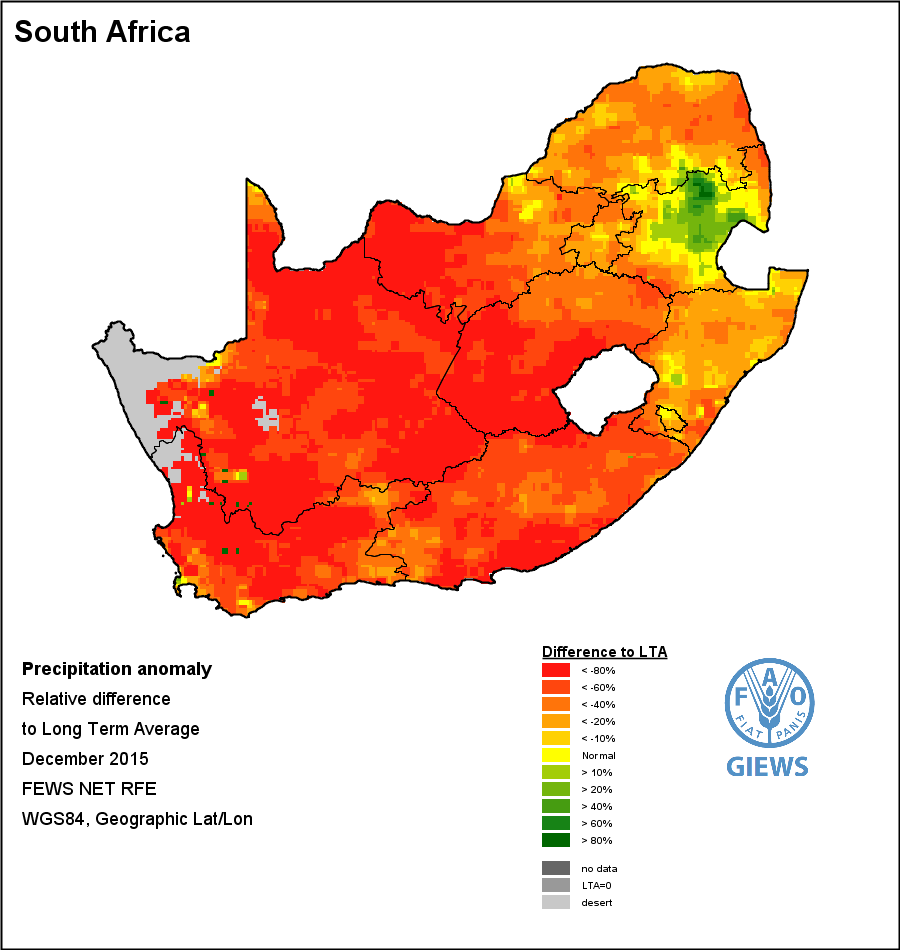 South Africa
Precipitation anomaly
Relative difference
to Long Term Average
December 2015
FEWS NET RFE
WGS84, Geographic Lat/Lon
Difference to LTA
< -80%
< -60%
< -40%
< -20%
< -10%
Normal
> 10%
> 20%
> 40%
> 60%
> 80%
no data
LTA=0
desert
F A O
FIAT PANIS
GIEWS